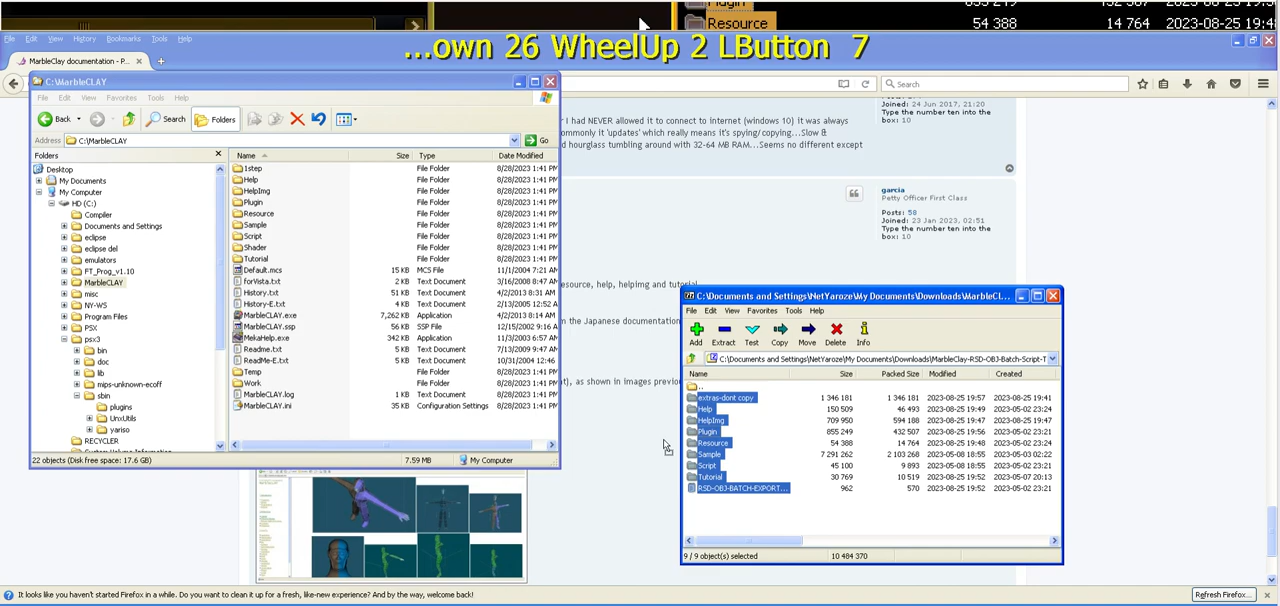 Plugin
Resource 54 388 14 764 2023-08-25 19:
File Edit View History Bookmarks Tools Help
...own 26 WheelUp 2 LButton 7
MarbleClay documentation - P...
Search
C:\MarbleCLAY
File Edit View Favorites Tools Help
Back Search Folders
Address C:\MarbleCLAY Go
Folders
Desktop
My Documents
My Computer
HD (C:)
Compiler
Documents and Settings
eclipse
eclipse del
emulators
FT_Prog_v1.10
MarbleCLAY
misc
NY-WS
Program Files
PSX
psx3
bin
doc
lib
mips-unknown-ecoff
sbin
plugins
UnxUtils
yariso
RECYCLER
Name Size Type Date Modified
1step File Folder 8/28/2023 1:41 PM
Help File Folder 8/28/2023 1:41 PM
HelpImg File Folder 8/28/2023 1:41 PM
Plugin File Folder 8/28/2023 1:41 PM
Resource File Folder 8/28/2023 1:41 PM
Sample File Folder 8/28/2023 1:41 PM
Script File Folder 8/28/2023 1:41 PM
Shader File Folder 8/28/2023 1:41 PM
Tutorial File Folder 8/28/2023 1:41 PM
Default.mcs 15 KB MCS File 11/1/2004 7:21 AM
forVista.txt 2 KB Text Document 3/16/2008 8:47 AM
History.txt 31 KB Text Document 4/2/2013 8:31 AM
History-E.txt 4 KB Text Document 2/13/2005 12:52 A
MarbleCLAY.exe 7,262 KB Application 4/2/2013 8:14 AM
MarbleCLAY.ssp 56 KB SSP File 12/15/2002 9:16 A
MekaHelp.exe 342 KB Application 11/3/2003 6:57 AM
Readme.txt 5 KB Text Document 7/13/2009 9:47 AM
ReadMe-E.txt 5 KB Text Document 10/31/2004 12:46
Temp File Folder 8/28/2023 1:41 PM
Work File Folder 8/28/2023 1:41 PM
MarbleCLAY.log 1 KB Text Document 8/28/2023 1:41 PM
MarbleCLAY.ini 35 KB Configuration Settings 8/28/2023 1:41 PM
22 objects (Disk free space: 17.6 GB) 7.59 MB My Computer
Joined: 24 Jun 2017, 21:20
Type the number ten into the
box: 10
r I had NEVER allowed it to connect to internet (windows 10) it was always
ommonly it 'updates' which really means it's spying/copying...Slow &
nd hourglass tumbling around with 32-64 MB RAM...Seems no different except
garcia
Petty Officer First Class
Posts: 58
Joined: 23 Jan 2023, 02:51
Type the number ten into the
box: 10
esource, help, helpimg and tutorial
m the Japanese documentation
nt), as shown in images previou
C:\Documents and Settings\NetYaroze\My Documents\Downloads\MarbleCl...
File Edit View Favorites Tools Help
Add Extract Test Copy Move Delete Info
C:\Documents and Settings\NetYaroze\My Documents\Downloads\MarbleClay-RSD-OBJ-Batch-Script-T
Name Size Packed Size Modified Created
..
extras-dont copy 1 346 181 1 346 181 2023-08-25 19:57 2023-08-25 19:41
Help 150 509 46 493 2023-08-25 19:49 2023-05-02 23:24
HelpImg 709 950 594 188 2023-08-25 19:49 2023-08-25 19:47
Plugin 855 249 432 507 2023-08-25 19:56 2023-05-02 23:21
Resource 54 388 14 764 2023-08-25 19:48 2023-05-02 23:24
Sample 7 291 262 2 103 268 2023-05-08 18:55 2023-05-03 02:22
Script 45 100 9 893 2023-05-08 18:55 2023-05-02 23:21
Tutorial 30 769 10 519 2023-08-25 19:52 2023-05-07 20:13
RSD-OBJ-BATCH-EXPORT... 962 570 2023-08-25 19:52 2023-05-02 23:21
9 / 9 object(s) selected 10 484 370
It looks like you haven't started Firefox in a while. Do you want to clean it up for a fresh, like-new experience? And by the way, welcome back!
Refresh Firefox...